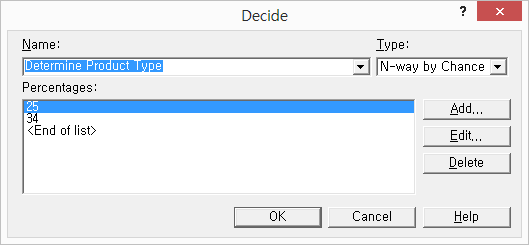 Decide
? ×
Name:
Type:
Determine Product Type
N-way by Chance
Percentages:
25
34
<End of list>
Add...
Edit...
Delete
OK
Cancel
Help